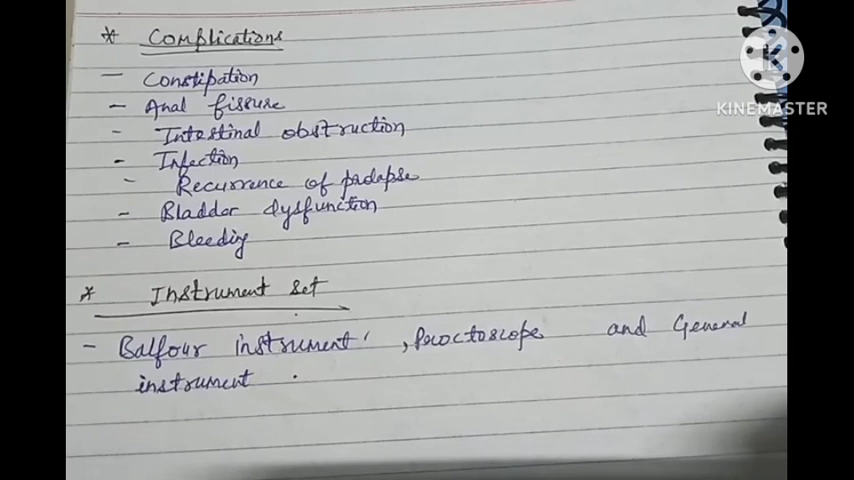 * Complications
- Constipation
- Anal fissure
- Intestinal obstruction
- Infection
- Recurrence of prolapse
- Bladder dysfunction
- Bleeding
* Instrument set
- Balfour instrument, Proctoscope and General
instrument.
K
KINEMASTER